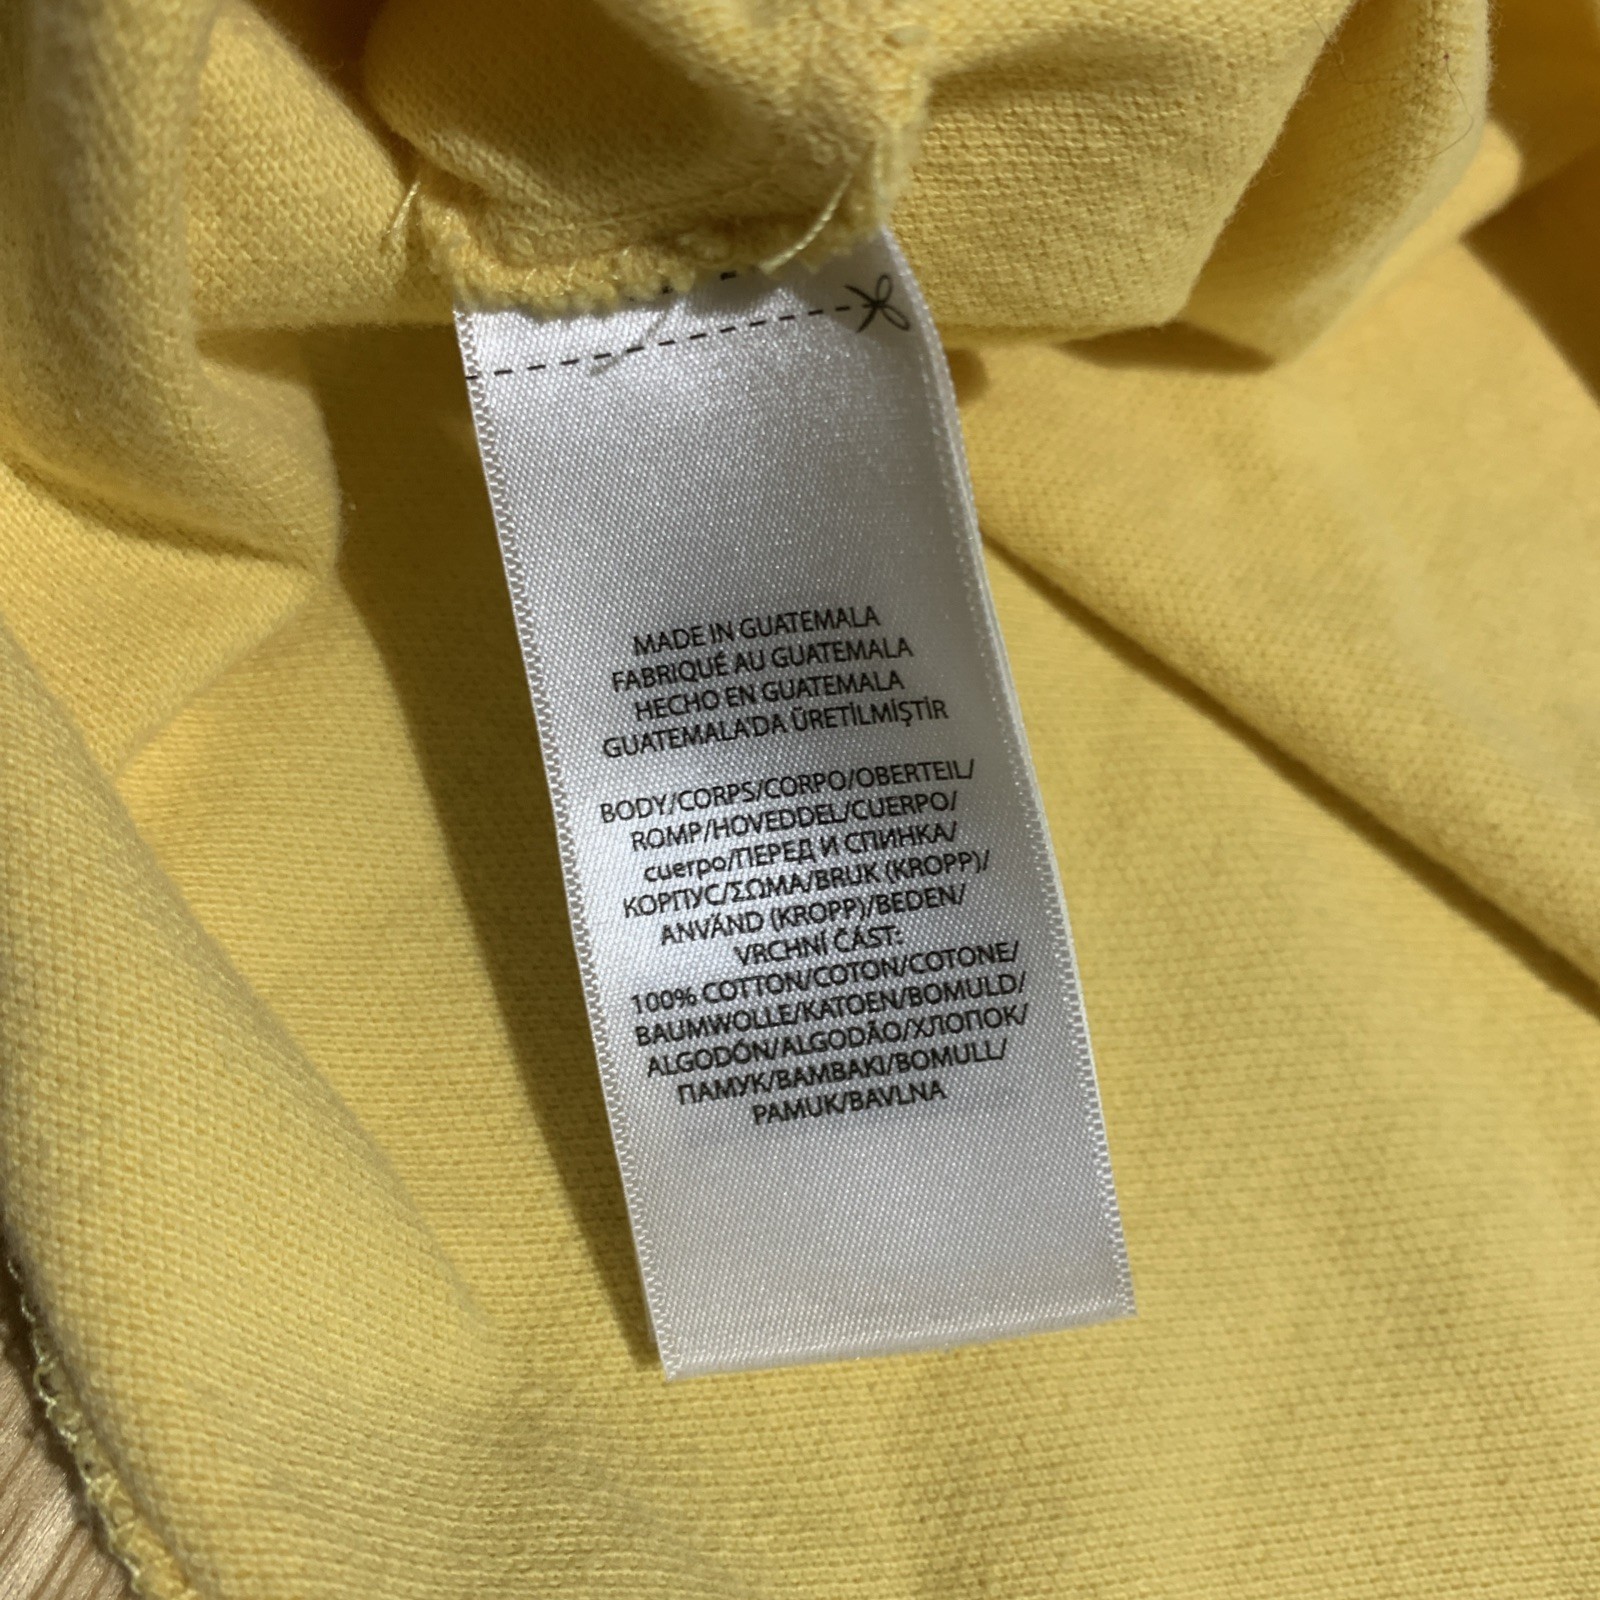 MADE IN GUATEMALA
FABRIQUÉ AU GUATEMALA
HECHO EN GUATEMALA
GUATEMALA'DA ÜRETİLMİŞTİR
BODY/CORPS/CORPO/OBERTEIL/
ROMP/HOVEDDEL/CUERPO/
cuerpo/ПЕРЕД И СПИНКА/
КОРПУС/ΣΩΜΑ/BRUK (KROPP)/
ANVÄND (KROPP)/BEDEN/
VRCHNÍ ČÁST:
100% COTTON/COTON/COTONE/
BAUMWOLLE/KATOEN/BOMULD/
ALGODÓN/ALGODÃO/ХЛОПОК/
ПАМУК/BAMBAKI/BOMULL/
PAMUK/BAVLNA